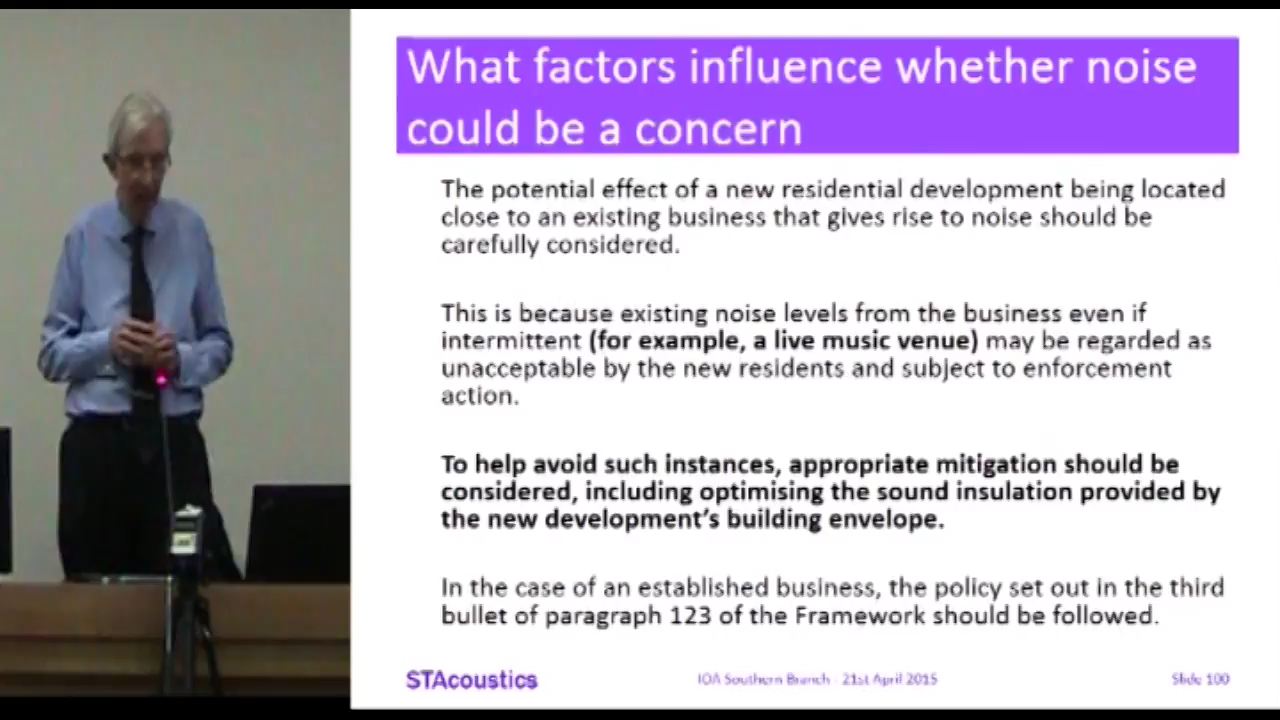 What factors influence whether noise
could be a concern
The potential effect of a new residential development being located
close to an existing business that gives rise to noise should be
carefully considered.
This is because existing noise levels from the business even if
intermittent (for example, a live music venue) may be regarded as
unacceptable by the new residents and subject to enforcement
action.
To help avoid such instances, appropriate mitigation should be
considered, including optimising the sound insulation provided by
the new development's building envelope.
In the case of an established business, the policy set out in the third
bullet of paragraph 123 of the Framework should be followed.
STAcoustics
IOA Southern Branch - 21st April 2015
Slide 100